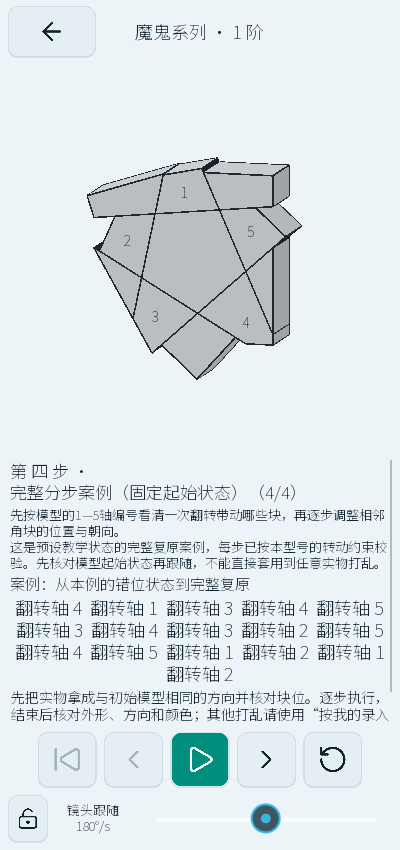 魔鬼系列 · 1 阶
1
2
5
3
4
第 四 步 ·
完整分步案例（固定起始状态）（4/4）
先按模型的1—5轴编号看清一次翻转带动哪些块，再逐步调整相邻
角块的位置与朝向。
这是预设教学状态的完整复原案例，每步已按本型号的转动约束校
验。先核对模型起始状态再跟随，不能直接套用到任意实物打乱。
案例：从本例的错位状态到完整复原
翻转轴 4 翻转轴 1 翻转轴 3 翻转轴 4 翻转轴 5
翻转轴 3 翻转轴 4 翻转轴 3 翻转轴 2 翻转轴 5
翻转轴 4 翻转轴 5 翻转轴 1 翻转轴 2 翻转轴 1
翻转轴 2
先把实物拿成与初始模型相同的方向并核对块位。逐步执行，
结束后核对外形、方向和颜色；其他打乱请使用“按我的录入
镜头跟随
180°/s